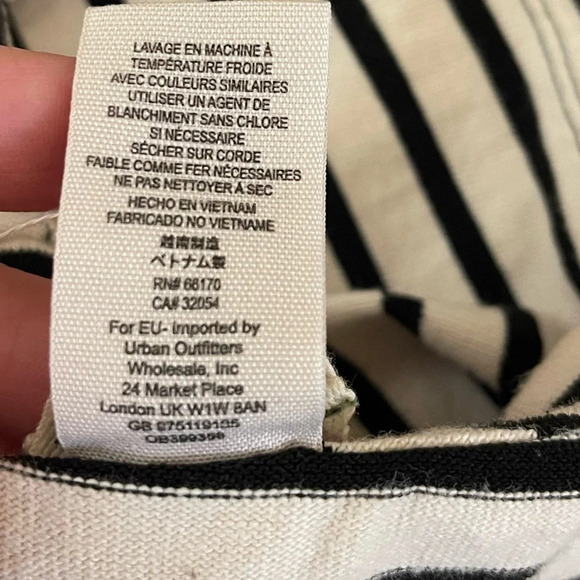 LAVAGE EN MACHINE À
TEMPÉRATURE FROIDE
AVEC COULEURS SIMILAIRES
UTILISER UN AGENT DE
BLANCHIMENT SANS CHLORE
SI NÉCESSAIRE
SÉCHER SUR CORDE
FAIBLE COMME FER NÉCESSAIRES
NE PAS NETTOYER À SEC
HECHO EN VIETNAM
FABRICADO NO VIETNAME
越南制造
ベトナム製
RN# 66170
CA# 32054
For EU- Imported by
Urban Outfitters
Wholesale, Inc
24 Market Place
London UK W1W 8AN
GB